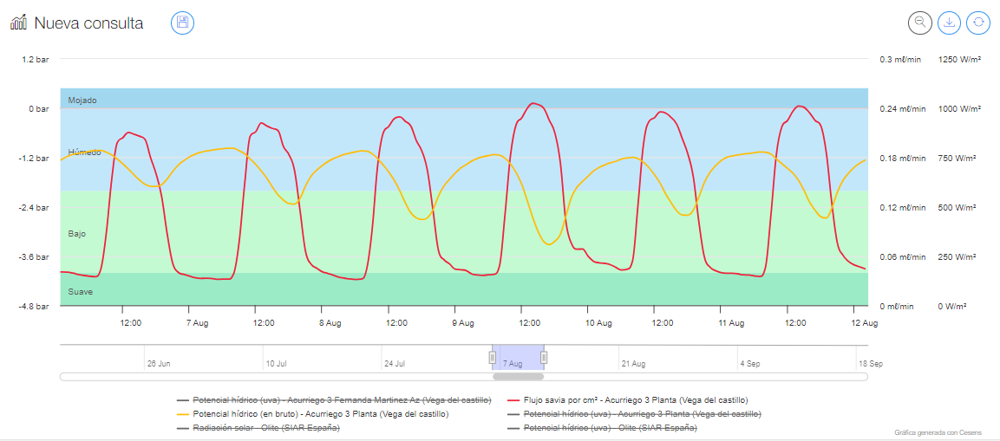 Nueva consulta
1.2 bar
0.3 mℓ/min
1250 W/m²
Mojado
0 bar
0.24 mℓ/min
1000 W/m²
Húmedo
-1.2 bar
0.18 mℓ/min
750 W/m²
-2.4 bar
0.12 mℓ/min
500 W/m²
Bajo
-3.6 bar
0.06 mℓ/min
250 W/m²
Suave
-4.8 bar
0 mℓ/min
0 W/m²
12:00 7 Aug 12:00 8 Aug 12:00 9 Aug 12:00 10 Aug 12:00 11 Aug 12:00 12 Aug
26 Jun 10 Jul 24 Jul 7 Aug 21 Aug 4 Sep 18 Sep
Potencial hídrico (uva) - Acurriego 3 Fernanda Martinez Az (Vega del castillo)
Flujo savia por cm² - Acurriego 3 Planta (Vega del castillo)
Potencial hídrico (en bruto) - Acurriego 3 Planta (Vega del castillo)
Potencial hídrico (uva) - Acurriego 3 Planta (Vega del castillo)
Radiación solar - Olite (SIAR España)
Potencial hídrico (uva) - Olite (SIAR España)
Gráfica generada con Cesens